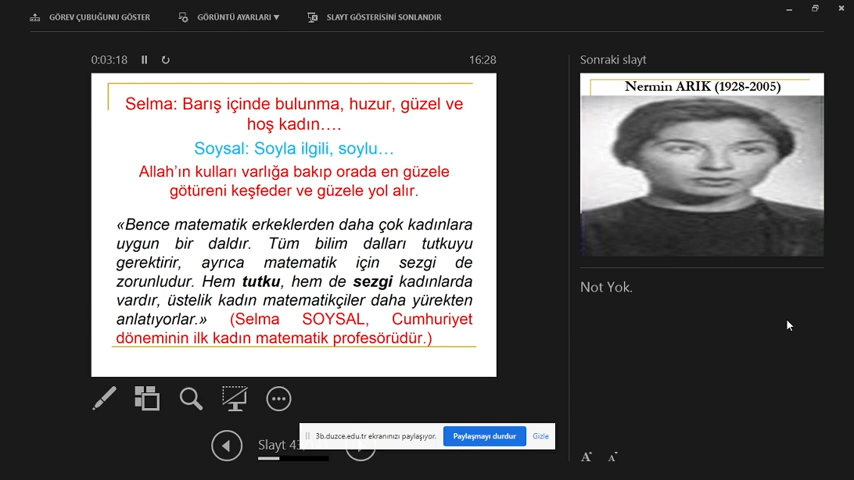 GÖREV ÇUBUĞUNU GÖSTER
GÖRÜNTÜ AYARLARI
SLAYT GÖSTERİSİNİ SONLANDIR
0:03:18
16:28
Selma: Barış içinde bulunma, huzur, güzel ve
hoş kadın….
Soysal: Soyla ilgili, soylu…
Allah’ın kulları varlığa bakıp orada en güzele
götüreni keşfeder ve güzele yol alır.
«Bence matematik erkeklerden daha çok kadınlara
uygun bir daldır. Tüm bilim dalları tutkuyu
gerektirir, ayrıca matematik için sezgi de
zorunludur. Hem tutku, hem de sezgi kadınlarda
vardır, üstelik kadın matematikçiler daha yürekten
anlatıyorlar.» (Selma SOYSAL, Cumhuriyet
döneminin ilk kadın matematik profesörüdür.)
Sonraki slayt
Nermin ARIK (1928-2005)
Not Yok.
3b.duzce.edu.tr ekranınızı paylaşıyor.
Paylaşmayı durdur
Gizle
Slayt
A A